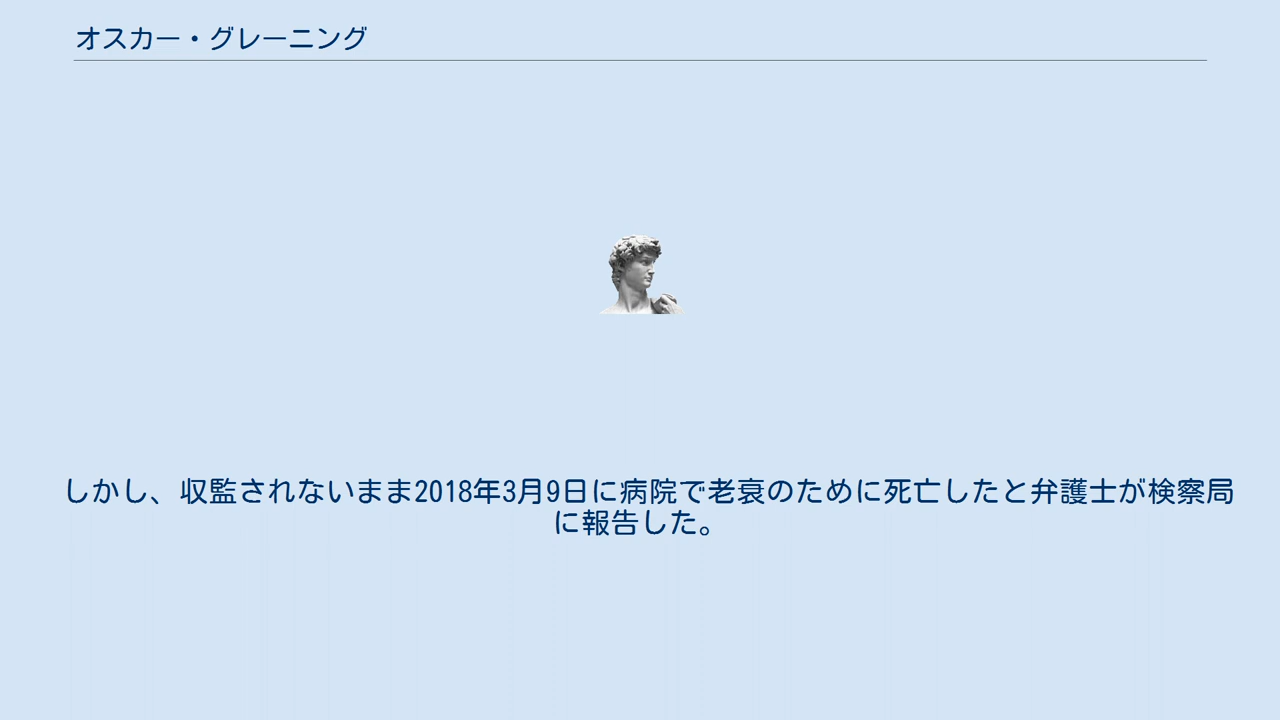 オスカー・グレーニング
しかし、収監されないまま2018年3月9日に病院で老衰のために死亡したと弁護士が検察局
に報告した。